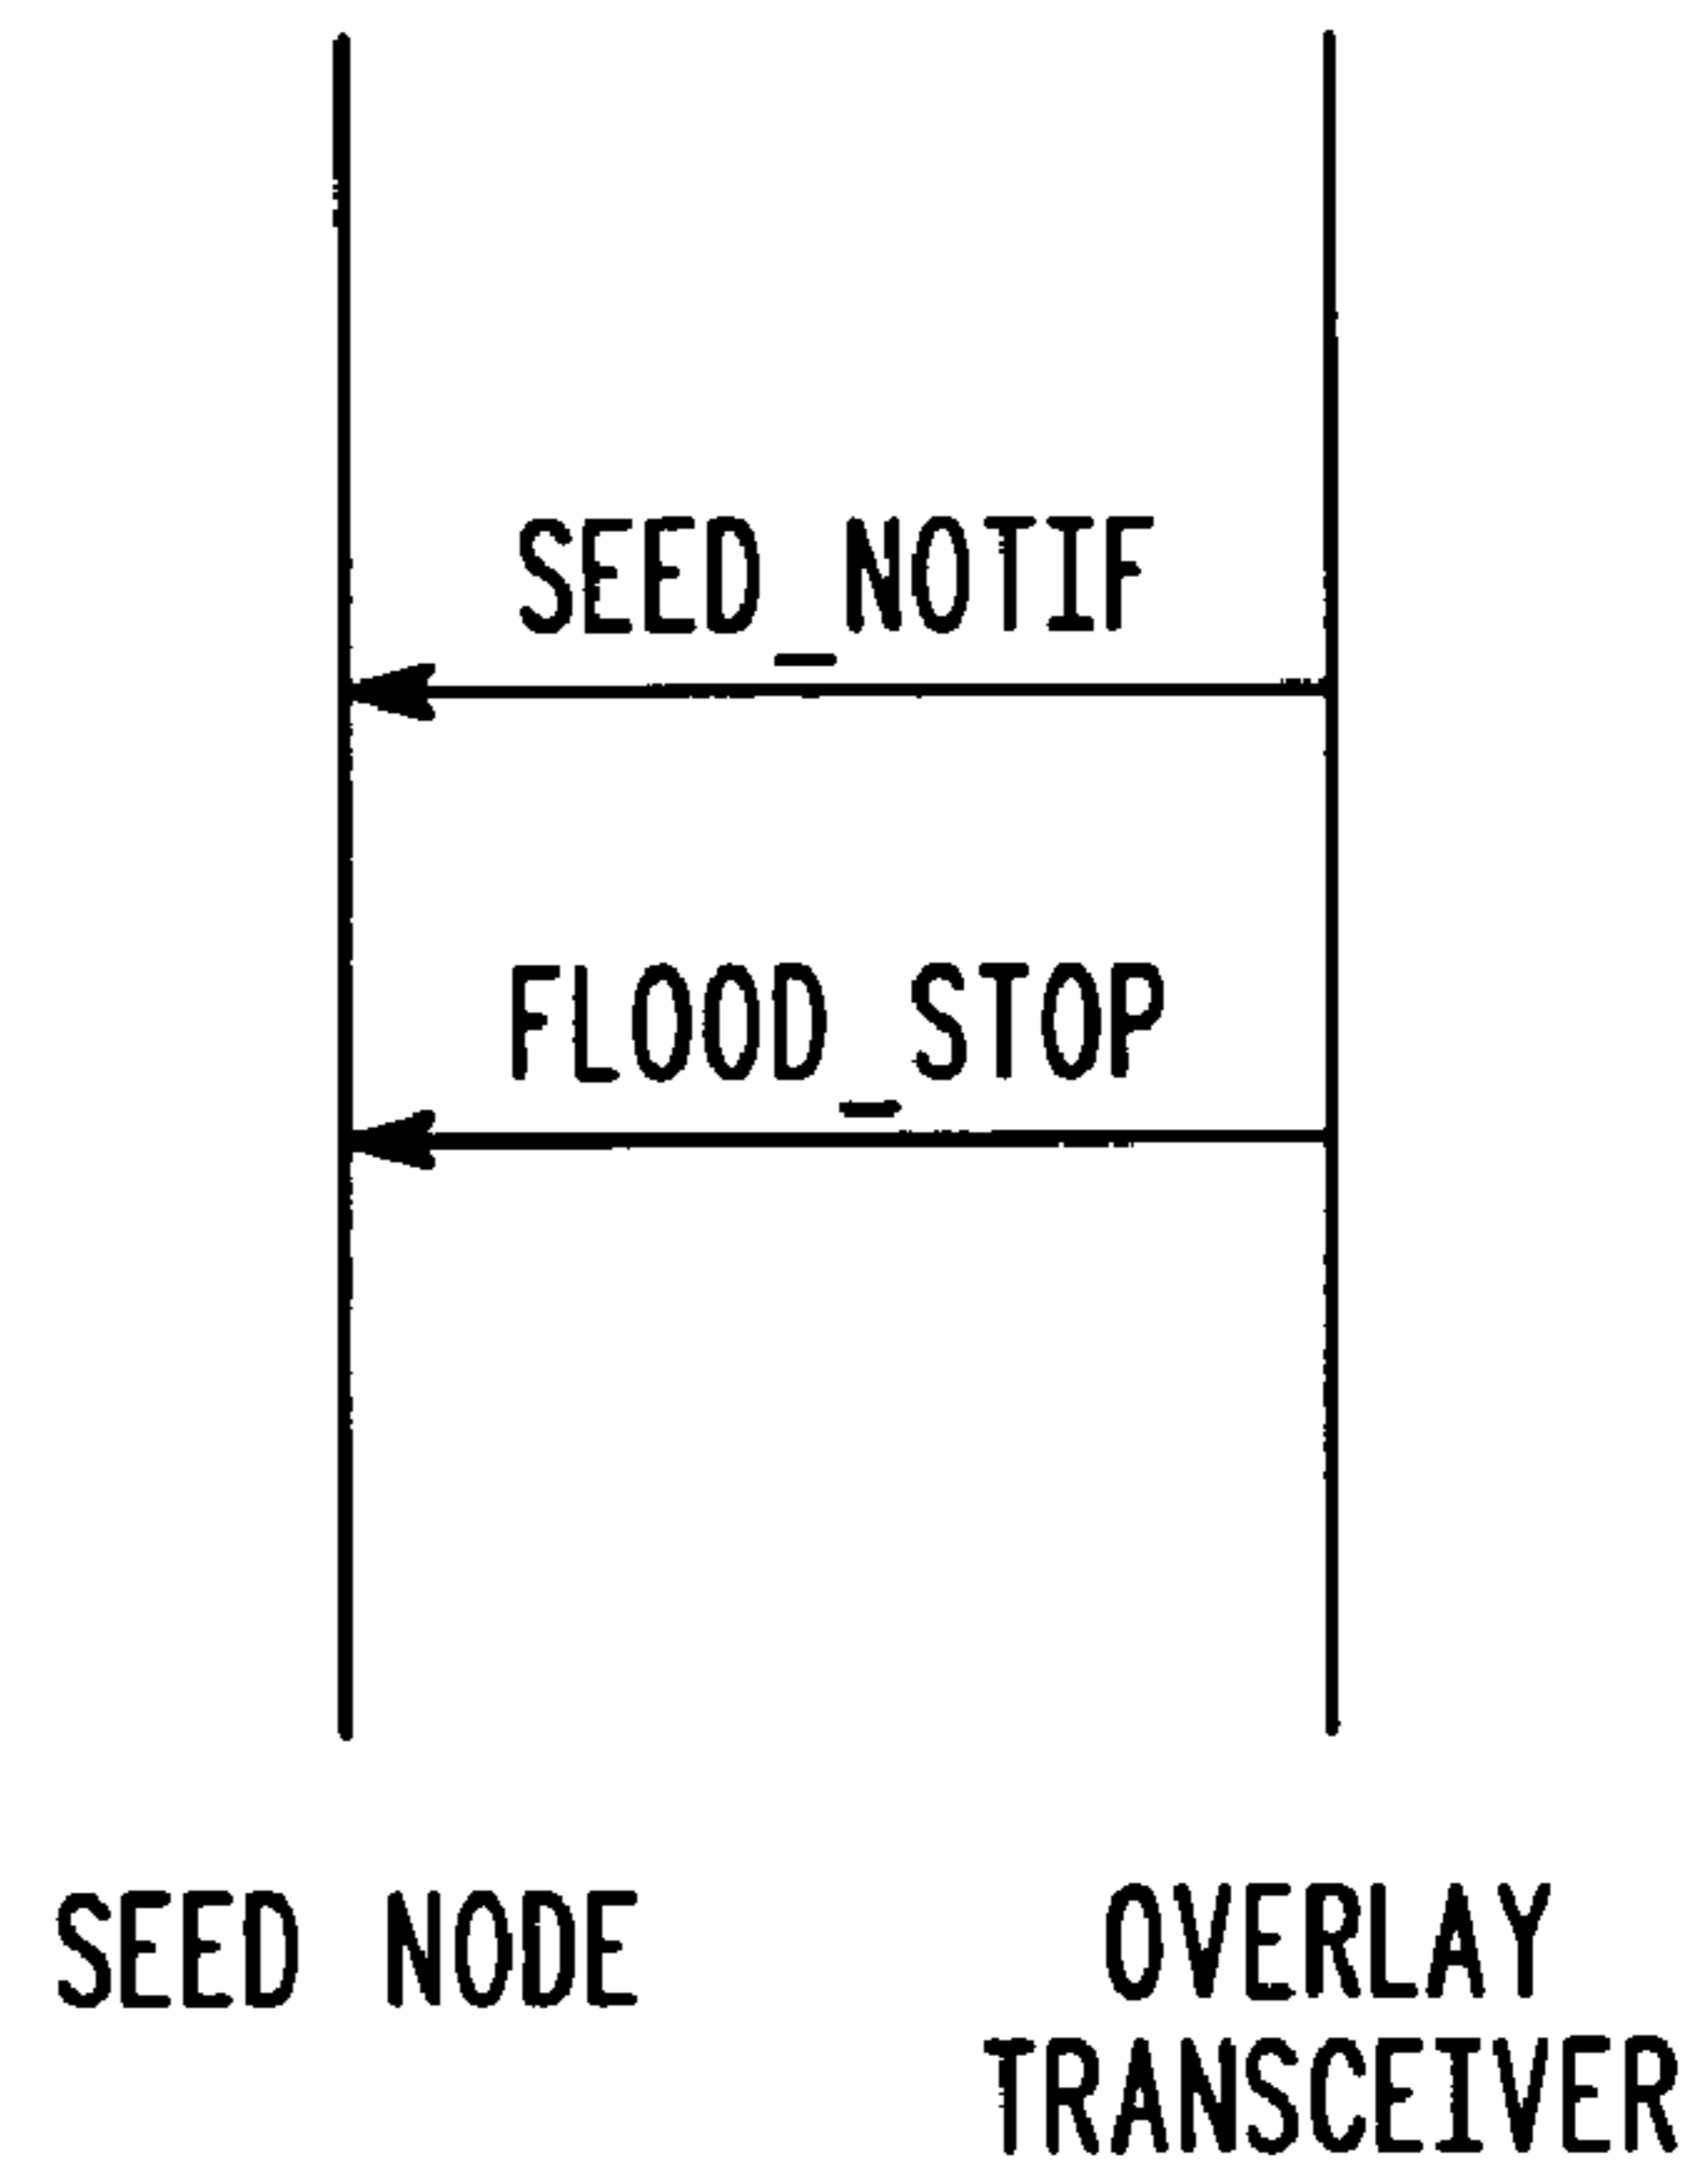 SEED_NOTIF
FLOOD_STOP
SEED NODE
OVERLAY
TRANSCEIVER